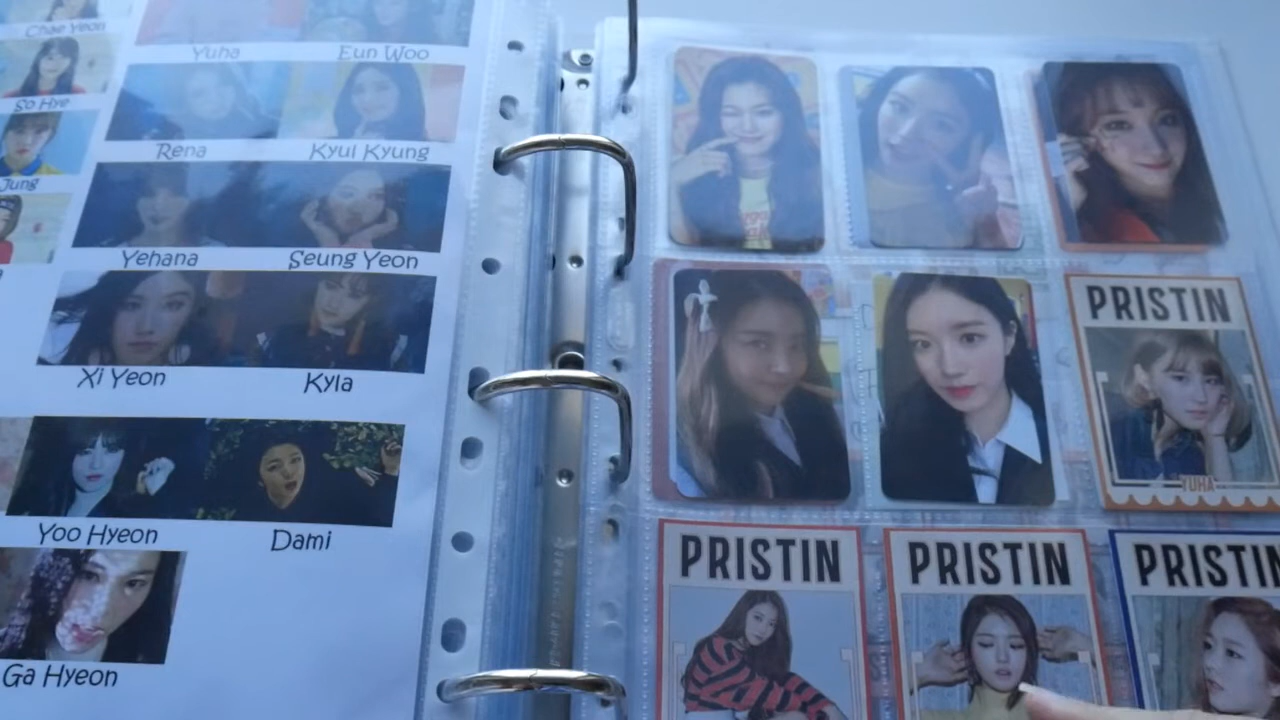 Chae Yeon
Yuha
Eun Woo
So Hye
Rena
Kyul Kyung
Jung
Yehana
Seung Yeon
Xi Yeon
Kyla
Yoo Hyeon
Dami
Ga Hyeon
PRISTIN
YUHA
PRISTIN
PRISTIN
PRISTIN